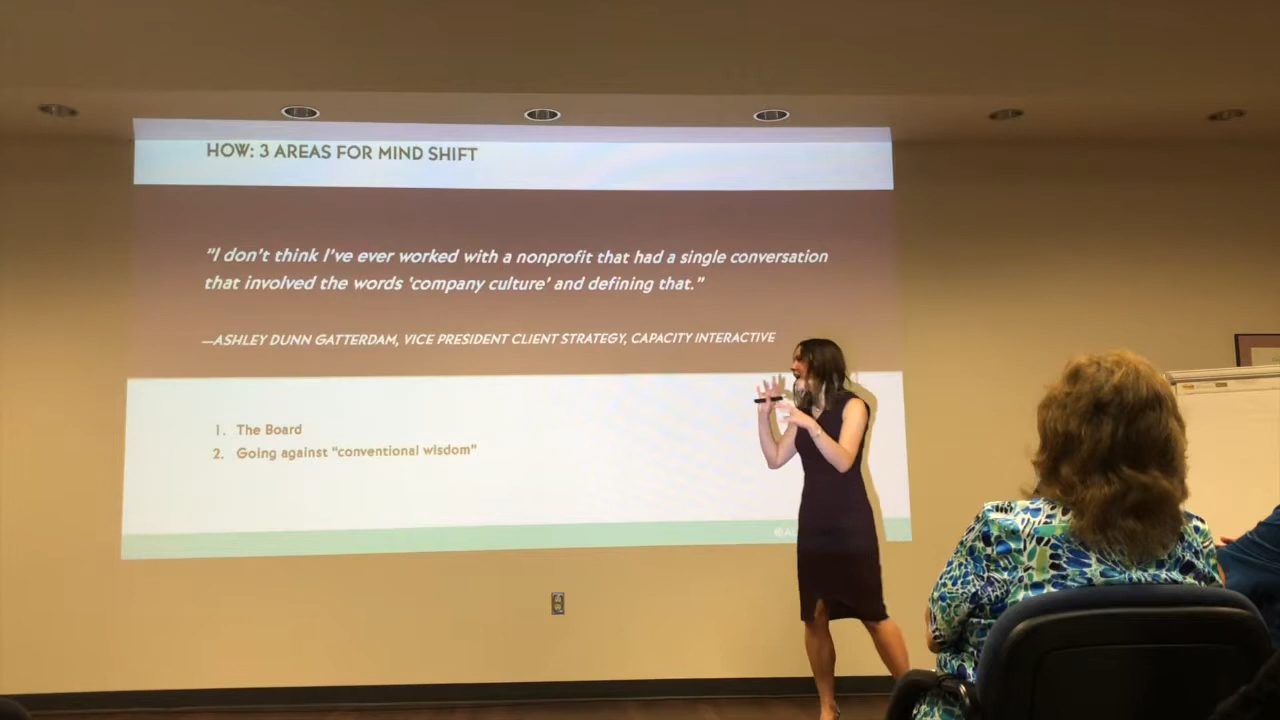 HOW: 3 AREAS FOR MIND SHIFT
"I don't think I've ever worked with a nonprofit that had a single conversation
that involved the words 'company culture' and defining that."
—ASHLEY DUNN GATTERDAM, VICE PRESIDENT CLIENT STRATEGY, CAPACITY INTERACTIVE
1. The Board
2. Going against "conventional wisdom"